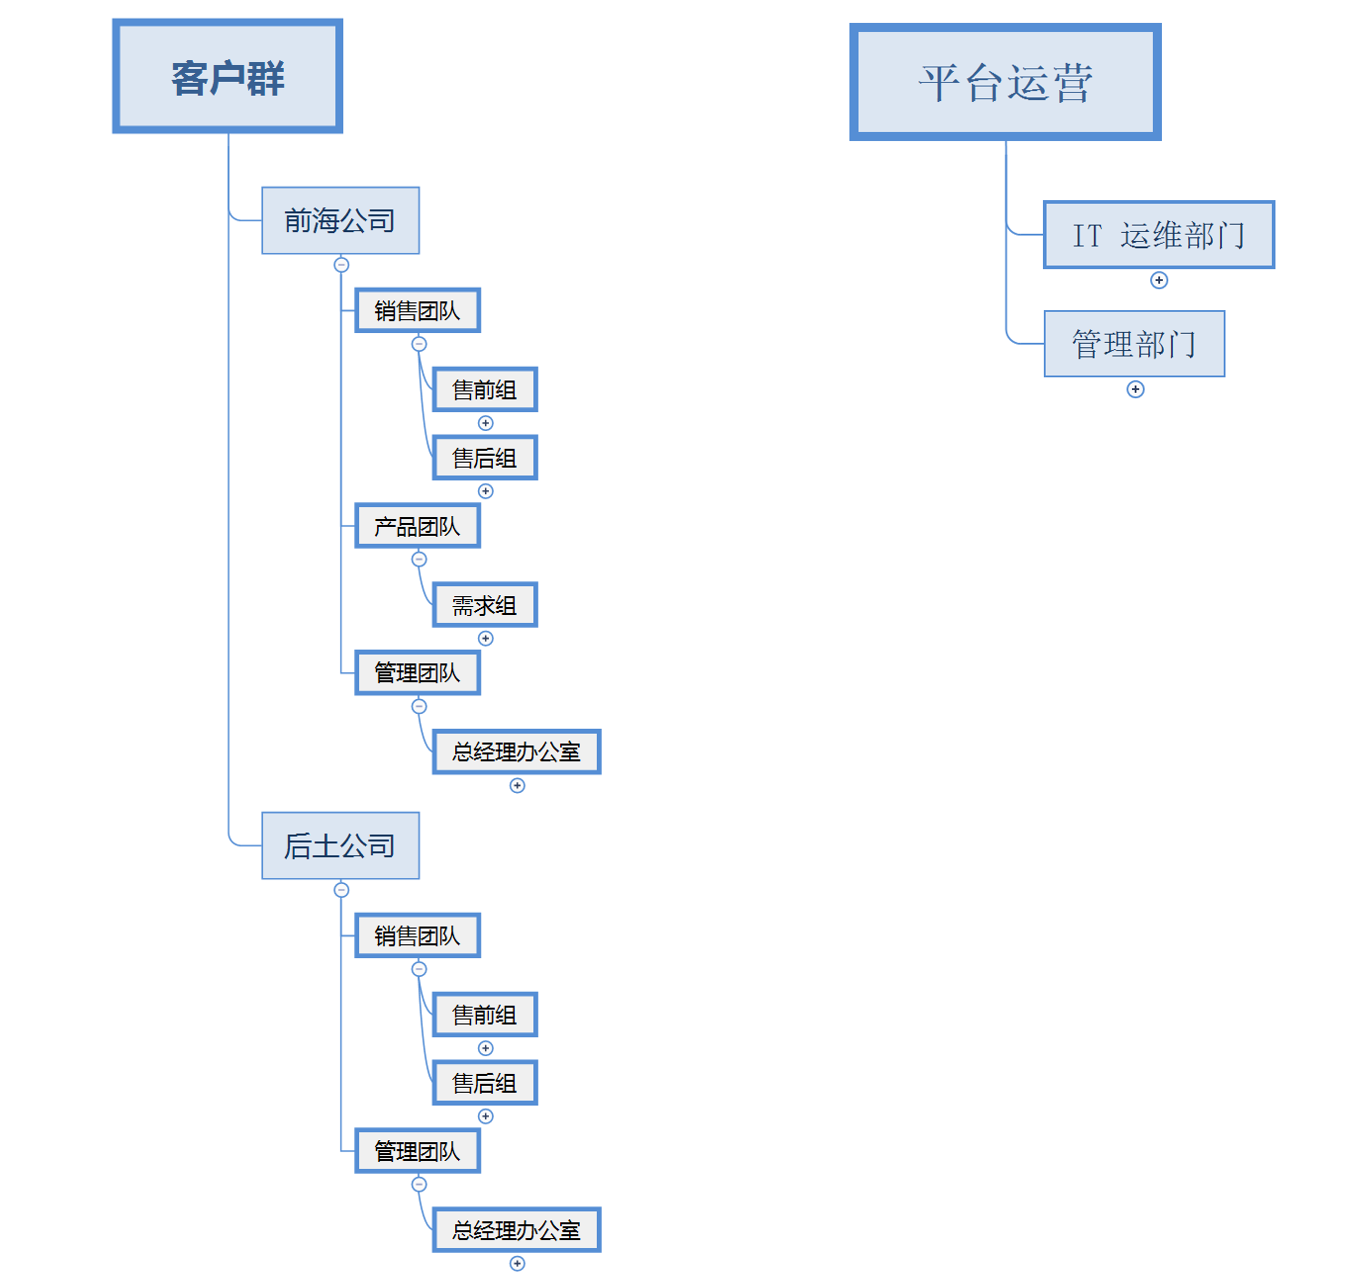 客户群
前海公司
销售团队
售前组
售后组
产品团队
需求组
管理团队
总经理办公室
后土公司
销售团队
售前组
售后组
管理团队
总经理办公室
平台运营
IT 运维部门
管理部门